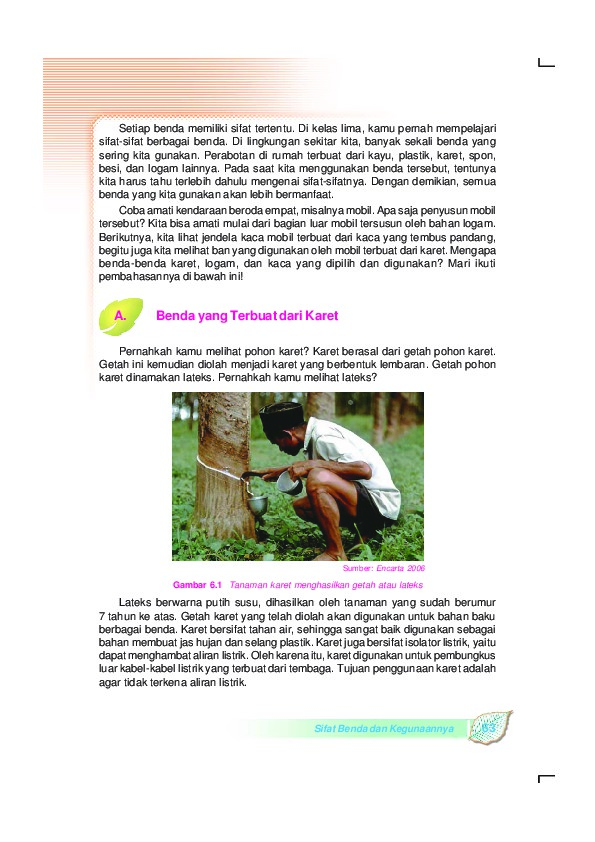 Setiap benda memiliki sifat tertentu. Di kelas lima, kamu pernah mempelajari
sifat-sifat berbagai benda. Di lingkungan sekitar kita, banyak sekali benda yang
sering kita gunakan. Perabotan di rumah terbuat dari kayu, plastik, karet, spon,
besi, dan logam lainnya. Pada saat kita menggunakan benda tersebut, tentunya
kita harus tahu terlebih dahulu mengenai sifat-sifatnya. Dengan demikian, semua
benda yang kita gunakan akan lebih bermanfaat.
Coba amati kendaraan beroda empat, misalnya mobil. Apa saja penyusun mobil
tersebut? Kita bisa amati mulai dari bagian luar mobil tersusun oleh bahan logam.
Berikutnya, kita lihat jendela kaca mobil terbuat dari kaca yang tembus pandang,
begitu juga kita melihat ban yang digunakan oleh mobil terbuat dari karet. Mengapa
benda-benda karet, logam, dan kaca yang dipilih dan digunakan? Mari ikuti
pembahasannya di bawah ini!
A. Benda yang Terbuat dari Karet
Pernahkah kamu melihat pohon karet? Karet berasal dari getah pohon karet.
Getah ini kemudian diolah menjadi karet yang berbentuk lembaran. Getah pohon
karet dinamakan lateks. Pernahkah kamu melihat lateks?
Sumber: Encarta 2006
Gambar 6.1 Tanaman karet menghasilkan getah atau lateks
Lateks berwarna putih susu, dihasilkan oleh tanaman yang sudah berumur
7 tahun ke atas. Getah karet yang telah diolah akan digunakan untuk bahan baku
berbagai benda. Karet bersifat tahan air, sehingga sangat baik digunakan sebagai
bahan membuat jas hujan dan selang plastik. Karet juga bersifat isolator listrik, yaitu
dapat menghambat aliran listrik. Oleh karena itu, karet digunakan untuk pembungkus
luar kabel-kabel listrik yang terbuat dari tembaga. Tujuan penggunaan karet adalah
agar tidak terkena aliran listrik.
Sifat Benda dan Kegunaannya 63